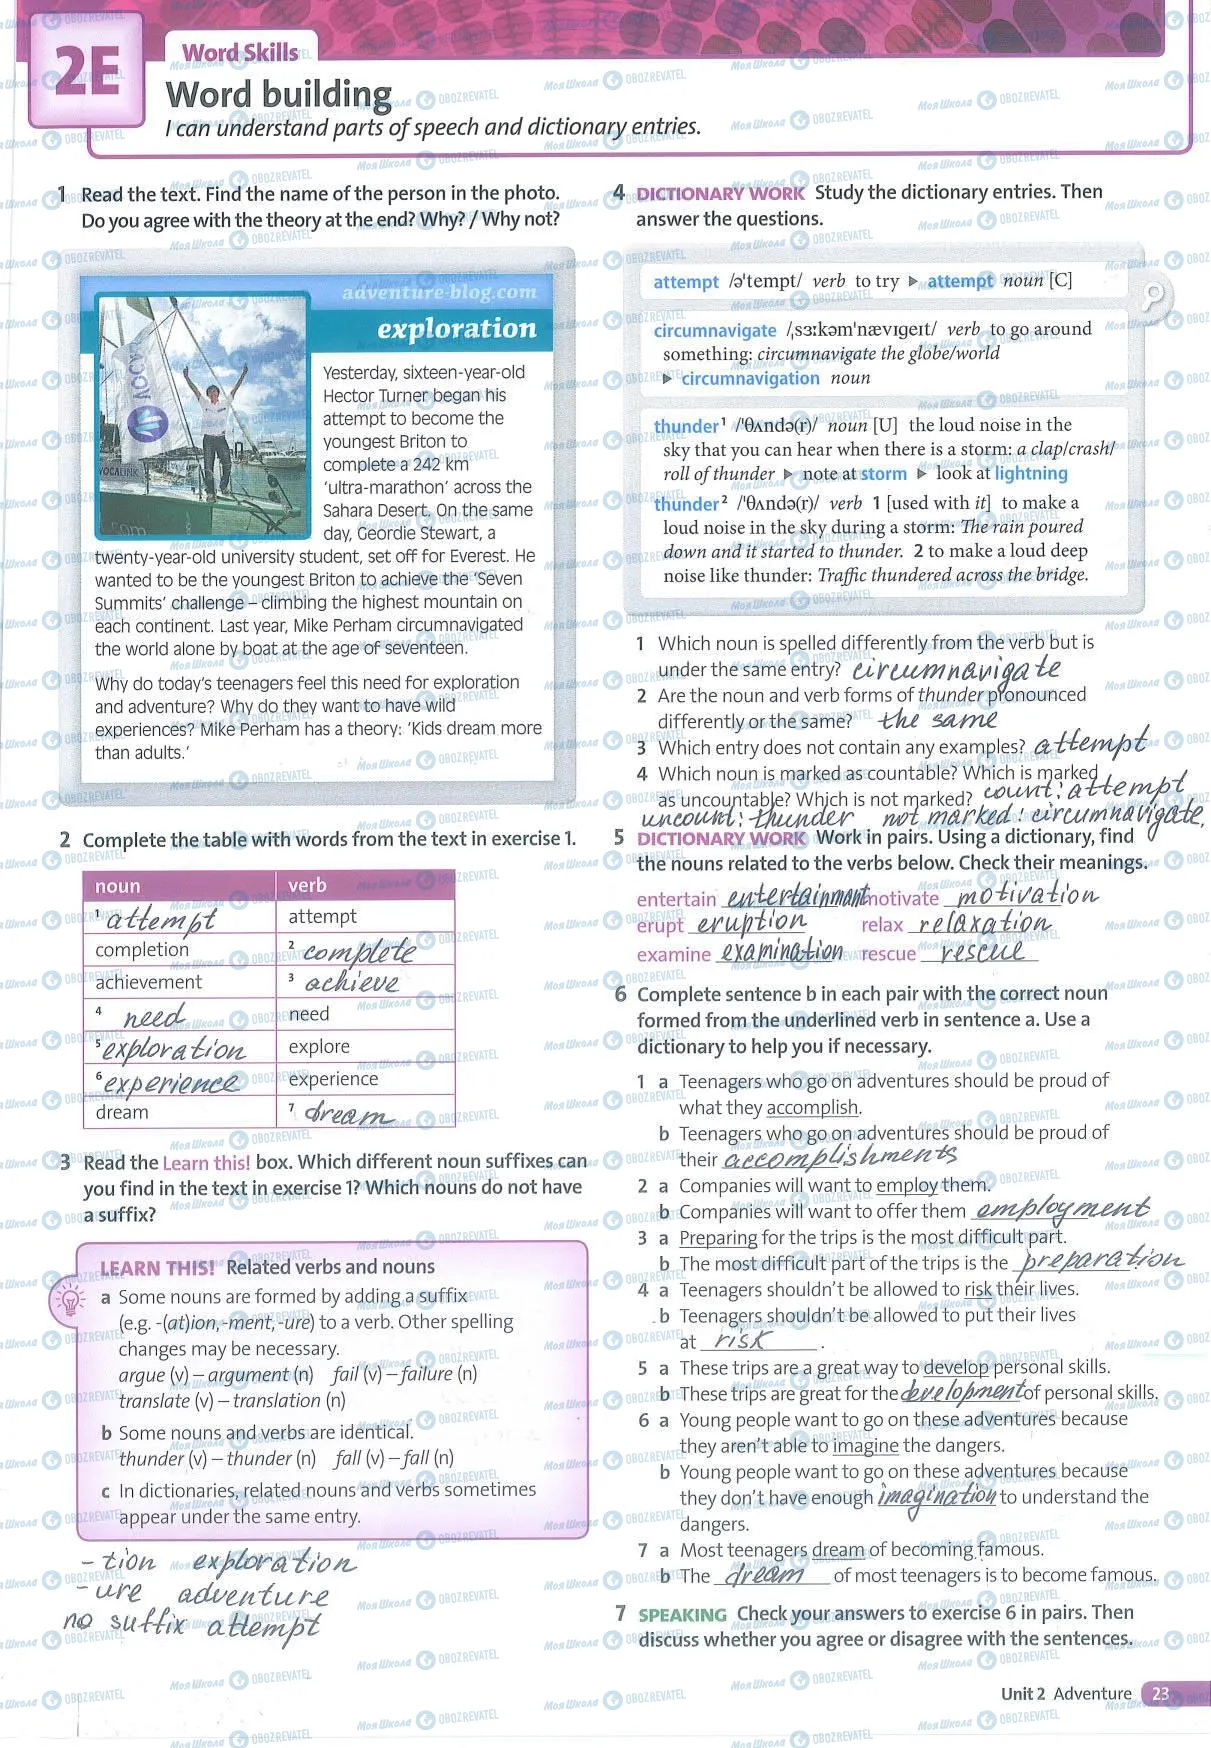 2E
Word Skills
Word building
I can understand parts of speech and dictionary entries.
1 Read the text. Find the name of the person in the photo.
Do you agree with the theory at the end? Why? / Why not?
adventure-blog.com
exploration
VOCALINK
Yesterday, sixteen-year-old
Hector Turner began his
attempt to become the
youngest Briton to
complete a 242 km
'ultra-marathon' across the
Sahara Desert. On the same
day, Geordie Stewart, a
twenty-year-old university student, set off for Everest. He
wanted to be the youngest Briton to achieve the 'Seven
Summits' challenge – climbing the highest mountain on
each continent. Last year, Mike Perham circumnavigated
the world alone by boat at the age of seventeen.
Why do today's teenagers feel this need for exploration
and adventure? Why do they want to have wild
experiences? Mike Perham has a theory: 'Kids dream more
than adults.'
2 Complete the table with words from the text in exercise 1.
noun verb
1 attempt attempt
completion 2 complete
achievement 3 achieve
4 need need
5 exploration explore
6 experience experience
dream 7 dream
3 Read the Learn this! box. Which different noun suffixes can
you find in the text in exercise 1? Which nouns do not have
a suffix?
LEARN THIS! Related verbs and nouns
a Some nouns are formed by adding a suffix
(e.g. -(at)ion, -ment, -ure) to a verb. Other spelling
changes may be necessary.
argue (v) – argument (n) fail (v) – failure (n)
translate (v) – translation (n)
b Some nouns and verbs are identical.
thunder (v) – thunder (n) fall (v) – fall (n)
c In dictionaries, related nouns and verbs sometimes
appear under the same entry.
- tion exploration
- ure adventure
no suffix attempt
4 DICTIONARY WORK Study the dictionary entries. Then
answer the questions.
attempt /ə'tempt/ verb to try ▶ attempt noun [C]
circumnavigate /ˌsɜːkəm'nævɪɡeɪt/ verb to go around
something: circumnavigate the globe/world
▶ circumnavigation noun
thunder¹ /'θʌndə(r)/ noun [U] the loud noise in the
sky that you can hear when there is a storm: a clap/crash/
roll of thunder ▶ note at storm ▶ look at lightning
thunder² /'θʌndə(r)/ verb 1 [used with it] to make a
loud noise in the sky during a storm: The rain poured
down and it started to thunder. 2 to make a loud deep
noise like thunder: Traffic thundered across the bridge.
1 Which noun is spelled differently from the verb but is
under the same entry? circumnavigate
2 Are the noun and verb forms of thunder pronounced
differently or the same? the same
3 Which entry does not contain any examples? attempt
4 Which noun is marked as countable? Which is marked
as uncountable? Which is not marked? count: attempt
uncount: thunder not marked: circumnavigate.
5 DICTIONARY WORK Work in pairs. Using a dictionary, find
the nouns related to the verbs below. Check their meanings.
entertain entertainment motivate motivation
erupt eruption relax relaxation
examine examination rescue rescue
6 Complete sentence b in each pair with the correct noun
formed from the underlined verb in sentence a. Use a
dictionary to help you if necessary.
1 a Teenagers who go on adventures should be proud of
what they accomplish.
b Teenagers who go on adventures should be proud of
their accomplishments
2 a Companies will want to employ them.
b Companies will want to offer them employment
3 a Preparing for the trips is the most difficult part.
b The most difficult part of the trips is the preparation
4 a Teenagers shouldn't be allowed to risk their lives.
b Teenagers shouldn't be allowed to put their lives
at risk .
5 a These trips are a great way to develop personal skills.
b These trips are great for the development of personal skills.
6 a Young people want to go on these adventures because
they aren't able to imagine the dangers.
b Young people want to go on these adventures because
they don't have enough imagination to understand the
dangers.
7 a Most teenagers dream of becoming famous.
b The dream of most teenagers is to become famous.
7 SPEAKING Check your answers to exercise 6 in pairs. Then
discuss whether you agree or disagree with the sentences.
Unit 2 Adventure 23
Моя Школа OBOZREVATEL